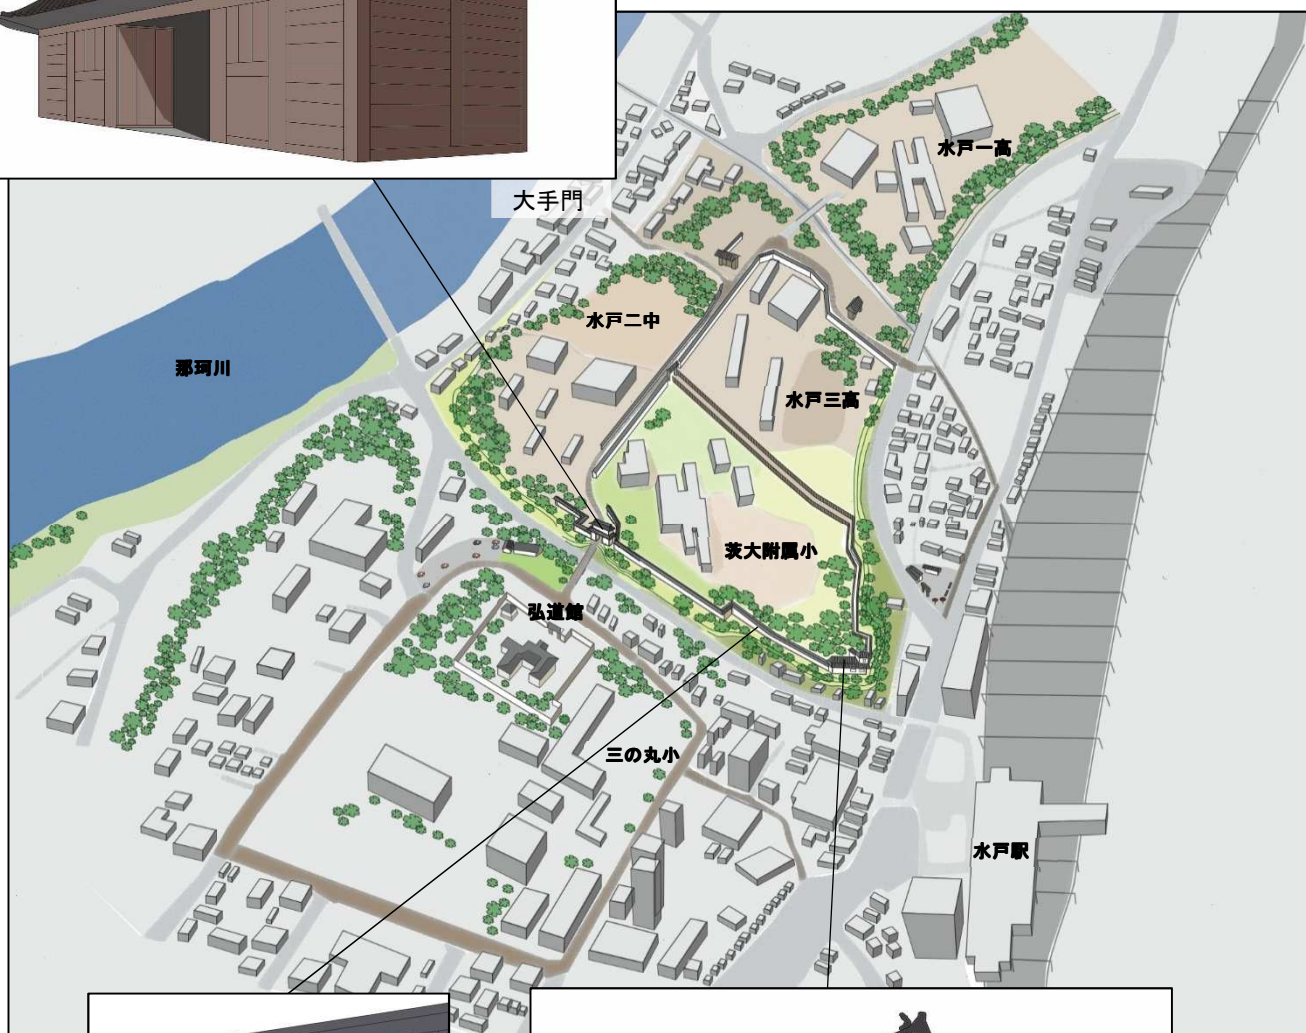 水戸一高
大手門
水戸二中
那珂川
水戸三高
茨大附属小
弘道館
三の丸小
水戸駅